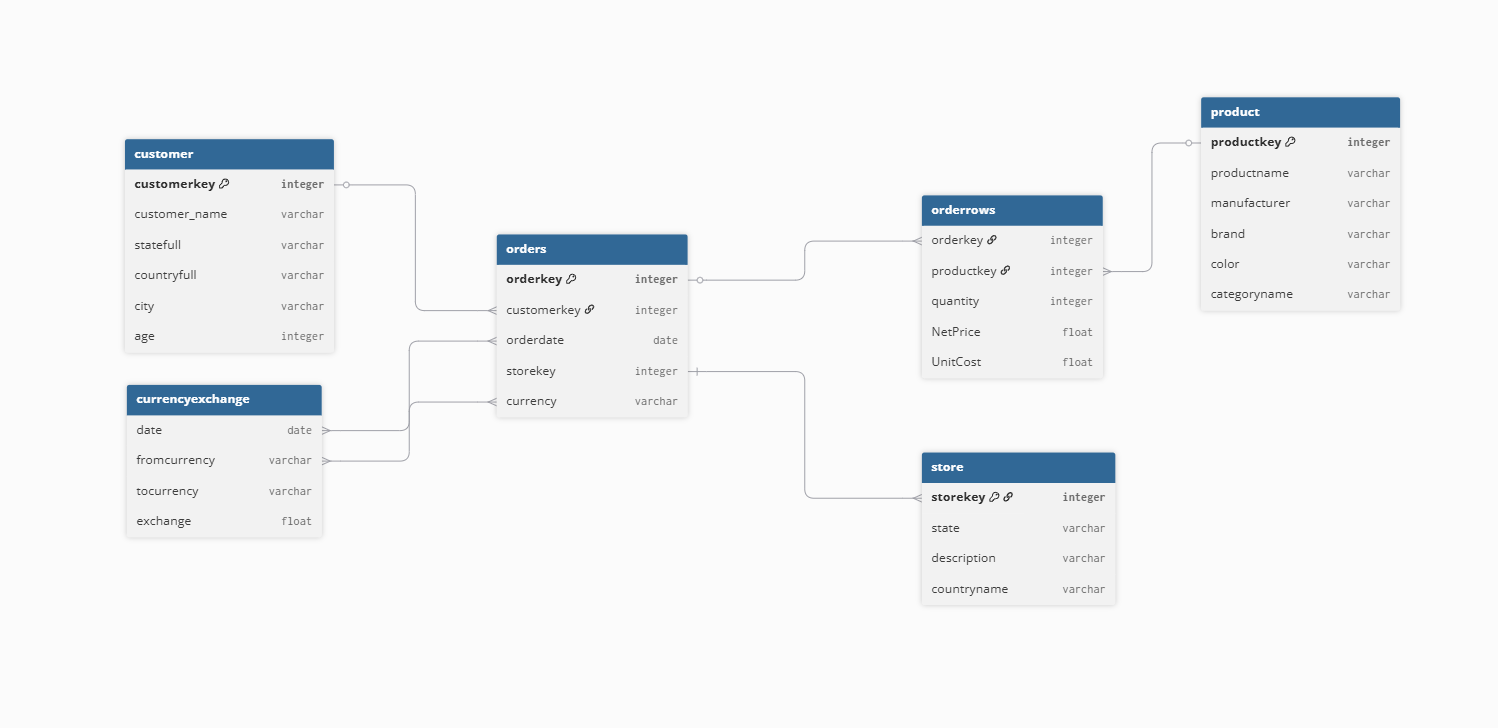 customer
customerkey integer
customer_name varchar
statefull varchar
countryfull varchar
city varchar
age integer
currencyexchange
date date
fromcurrency varchar
tocurrency varchar
exchange float
orders
orderkey integer
customerkey integer
orderdate date
storekey integer
currency varchar
orderrows
orderkey integer
productkey integer
quantity integer
NetPrice float
UnitCost float
store
storekey integer
state varchar
description varchar
countryname varchar
product
productkey integer
productname varchar
manufacturer varchar
brand varchar
color varchar
categoryname varchar